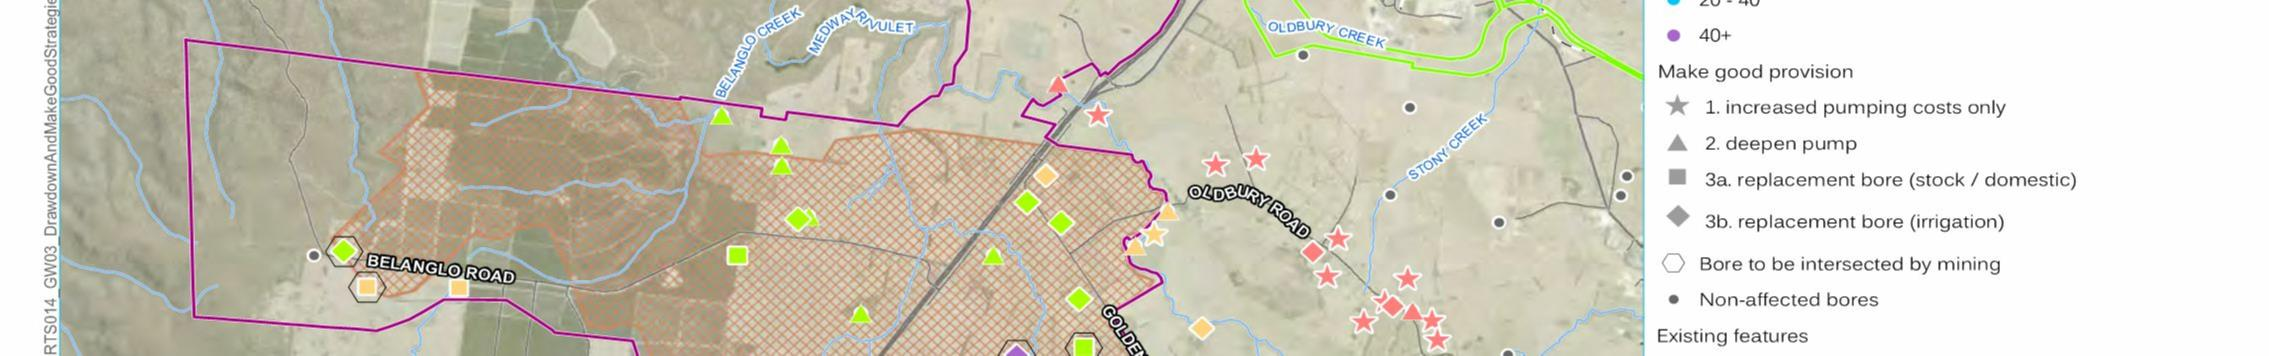 RTS014_GW03_DrawdownAndMakeGoodStrategie
BELANGLO CREEK
MEDWAY RIVULET
OLDBURY CREEK
STONY CREEK
OLDBURY ROAD
BELANGLO ROAD
GOLDEN
20 - 40
40+
Make good provision
1. increased pumping costs only
2. deepen pump
3a. replacement bore (stock / domestic)
3b. replacement bore (irrigation)
Bore to be intersected by mining
Non-affected bores
Existing features